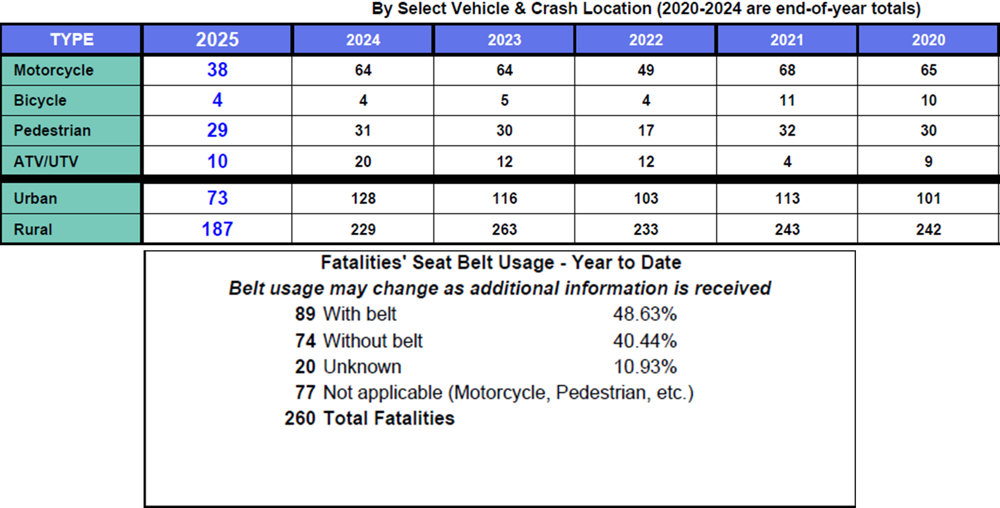 By Select Vehicle & Crash Location (2020-2024 are end-of-year totals)
TYPE 2025 2024 2023 2022 2021 2020
Motorcycle 38 64 64 49 68 65
Bicycle 4 4 5 4 11 10
Pedestrian 29 31 30 17 32 30
ATV/UTV 10 20 12 12 4 9
Urban 73 128 116 103 113 101
Rural 187 229 263 233 243 242
Fatalities' Seat Belt Usage - Year to Date
Belt usage may change as additional information is received
89 With belt 48.63%
74 Without belt 40.44%
20 Unknown 10.93%
77 Not applicable (Motorcycle, Pedestrian, etc.)
260 Total Fatalities